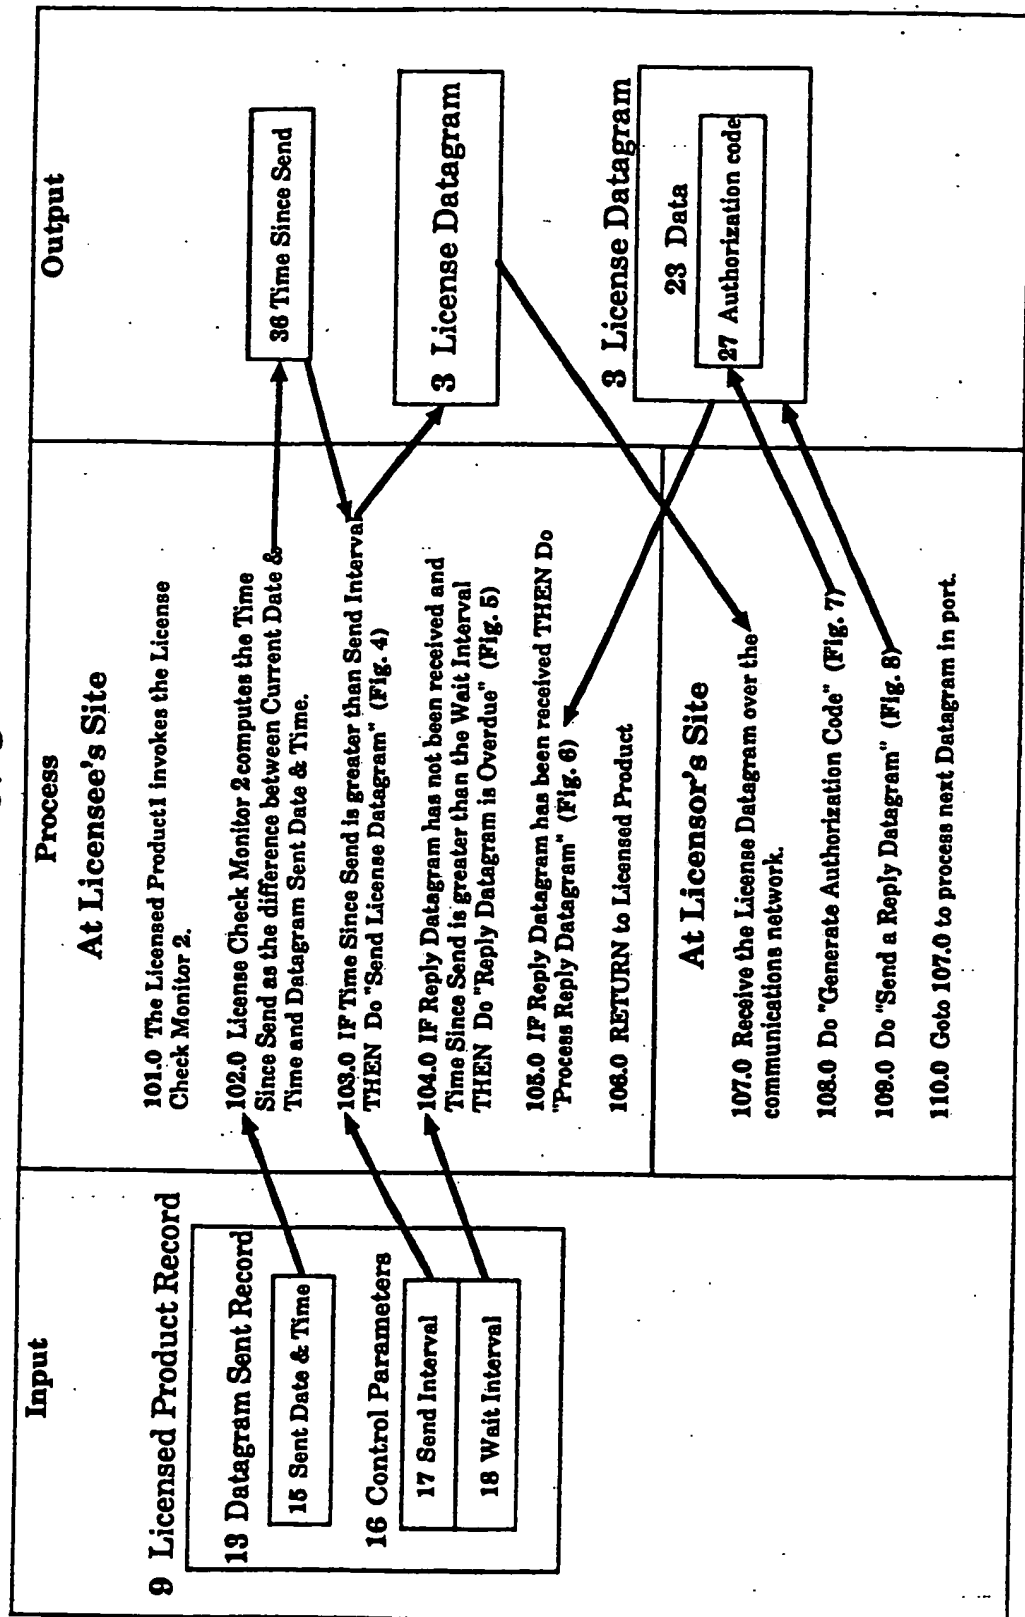 Input
9 Licensed Product Record
13 Datagram Sent Record
15 Sent Date & Time
16 Control Parameters
17 Send Interval
18 Wait Interval
Process
At Licensee's Site
101.0 The Licensed Product1 invokes the License
Check Monitor 2.
102.0 License Check Monitor 2 computes the Time
Since Send as the difference between Current Date &
Time and Datagram Sent Date & Time.
103.0 IF Time Since Send is greater than Send Interval
THEN Do "Send License Datagram" (Fig. 4)
104.0 IF Reply Datagram has not been received and
Time Since Send is greater than the Wait Interval
THEN Do "Reply Datagram is Overdue" (Fig. 5)
105.0 IF Reply Datagram has been received THEN Do
"Process Reply Datagram" (Fig. 6)
106.0 RETURN to Licensed Product
At Licensor's Site
107.0 Receive the License Datagram over the
communications network.
108.0 Do "Generate Authorization Code" (Fig. 7)
109.0 Do "Send a Reply Datagram" (Fig. 8)
110.0 Goto 107.0 to process next Datagram in port.
Output
36 Time Since Send
3 License Datagram
3 License Datagram
23 Data
27 Authorization code